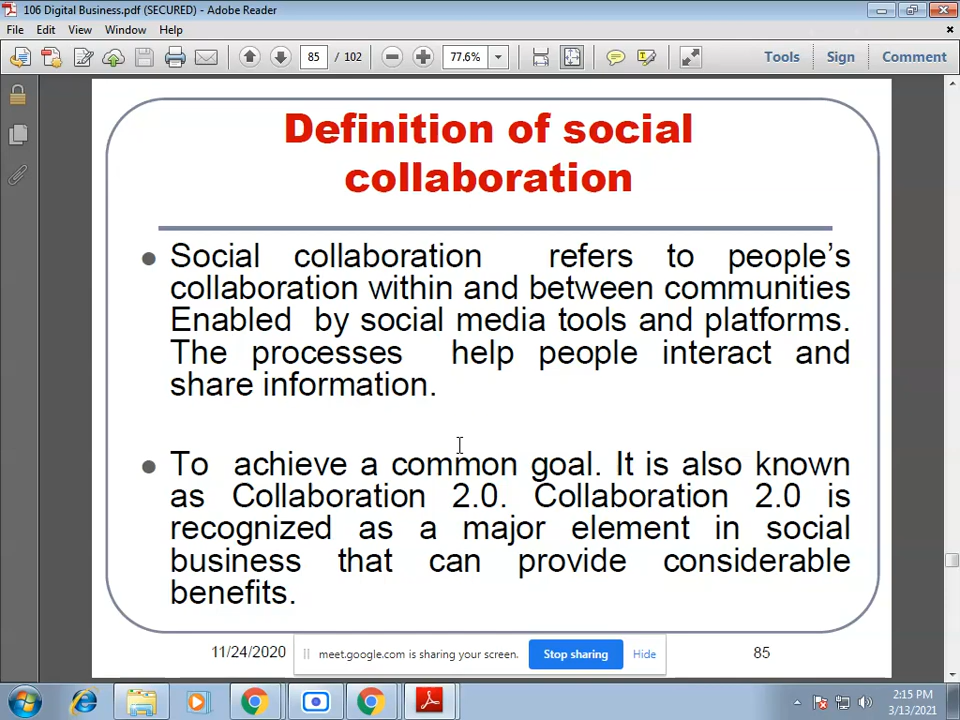 106 Digital Business.pdf (SECURED) - Adobe Reader
File Edit View Window Help
85 / 102 77.6% Tools Sign Comment
Definition of social
collaboration
Social collaboration refers to people’s
collaboration within and between communities
Enabled by social media tools and platforms.
The processes help people interact and
share information.
To achieve a common goal. It is also known
as Collaboration 2.0. Collaboration 2.0 is
recognized as a major element in social
business that can provide considerable
benefits.
11/24/2020 85
meet.google.com is sharing your screen. Stop sharing Hide
2:15 PM
3/13/2021